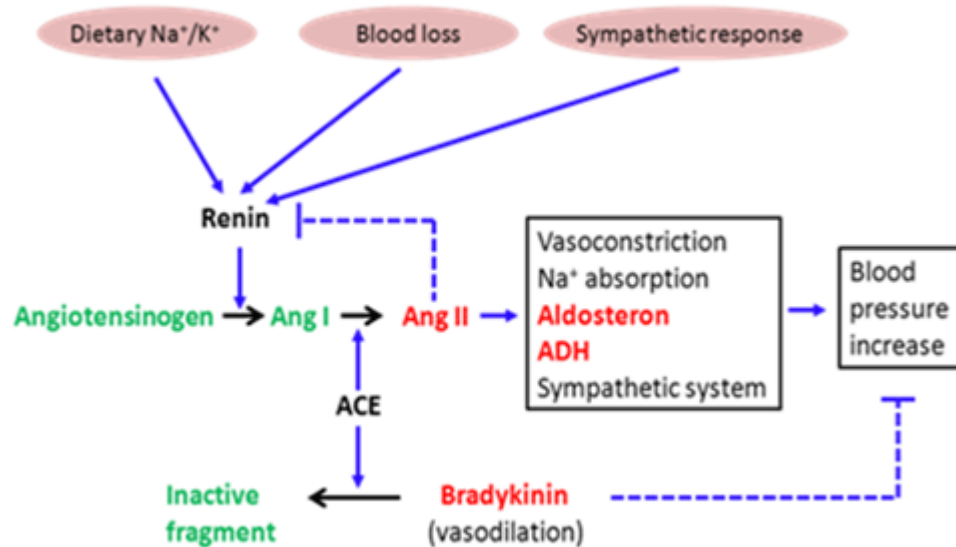 Dietary Na⁺/K⁺
Blood loss
Sympathetic response
Renin
Angiotensinogen
Ang I
Ang II
Vasoconstriction
Na⁺ absorption
Aldosteron
ADH
Sympathetic system
Blood
pressure
increase
ACE
Inactive
fragment
Bradykinin
(vasodilation)